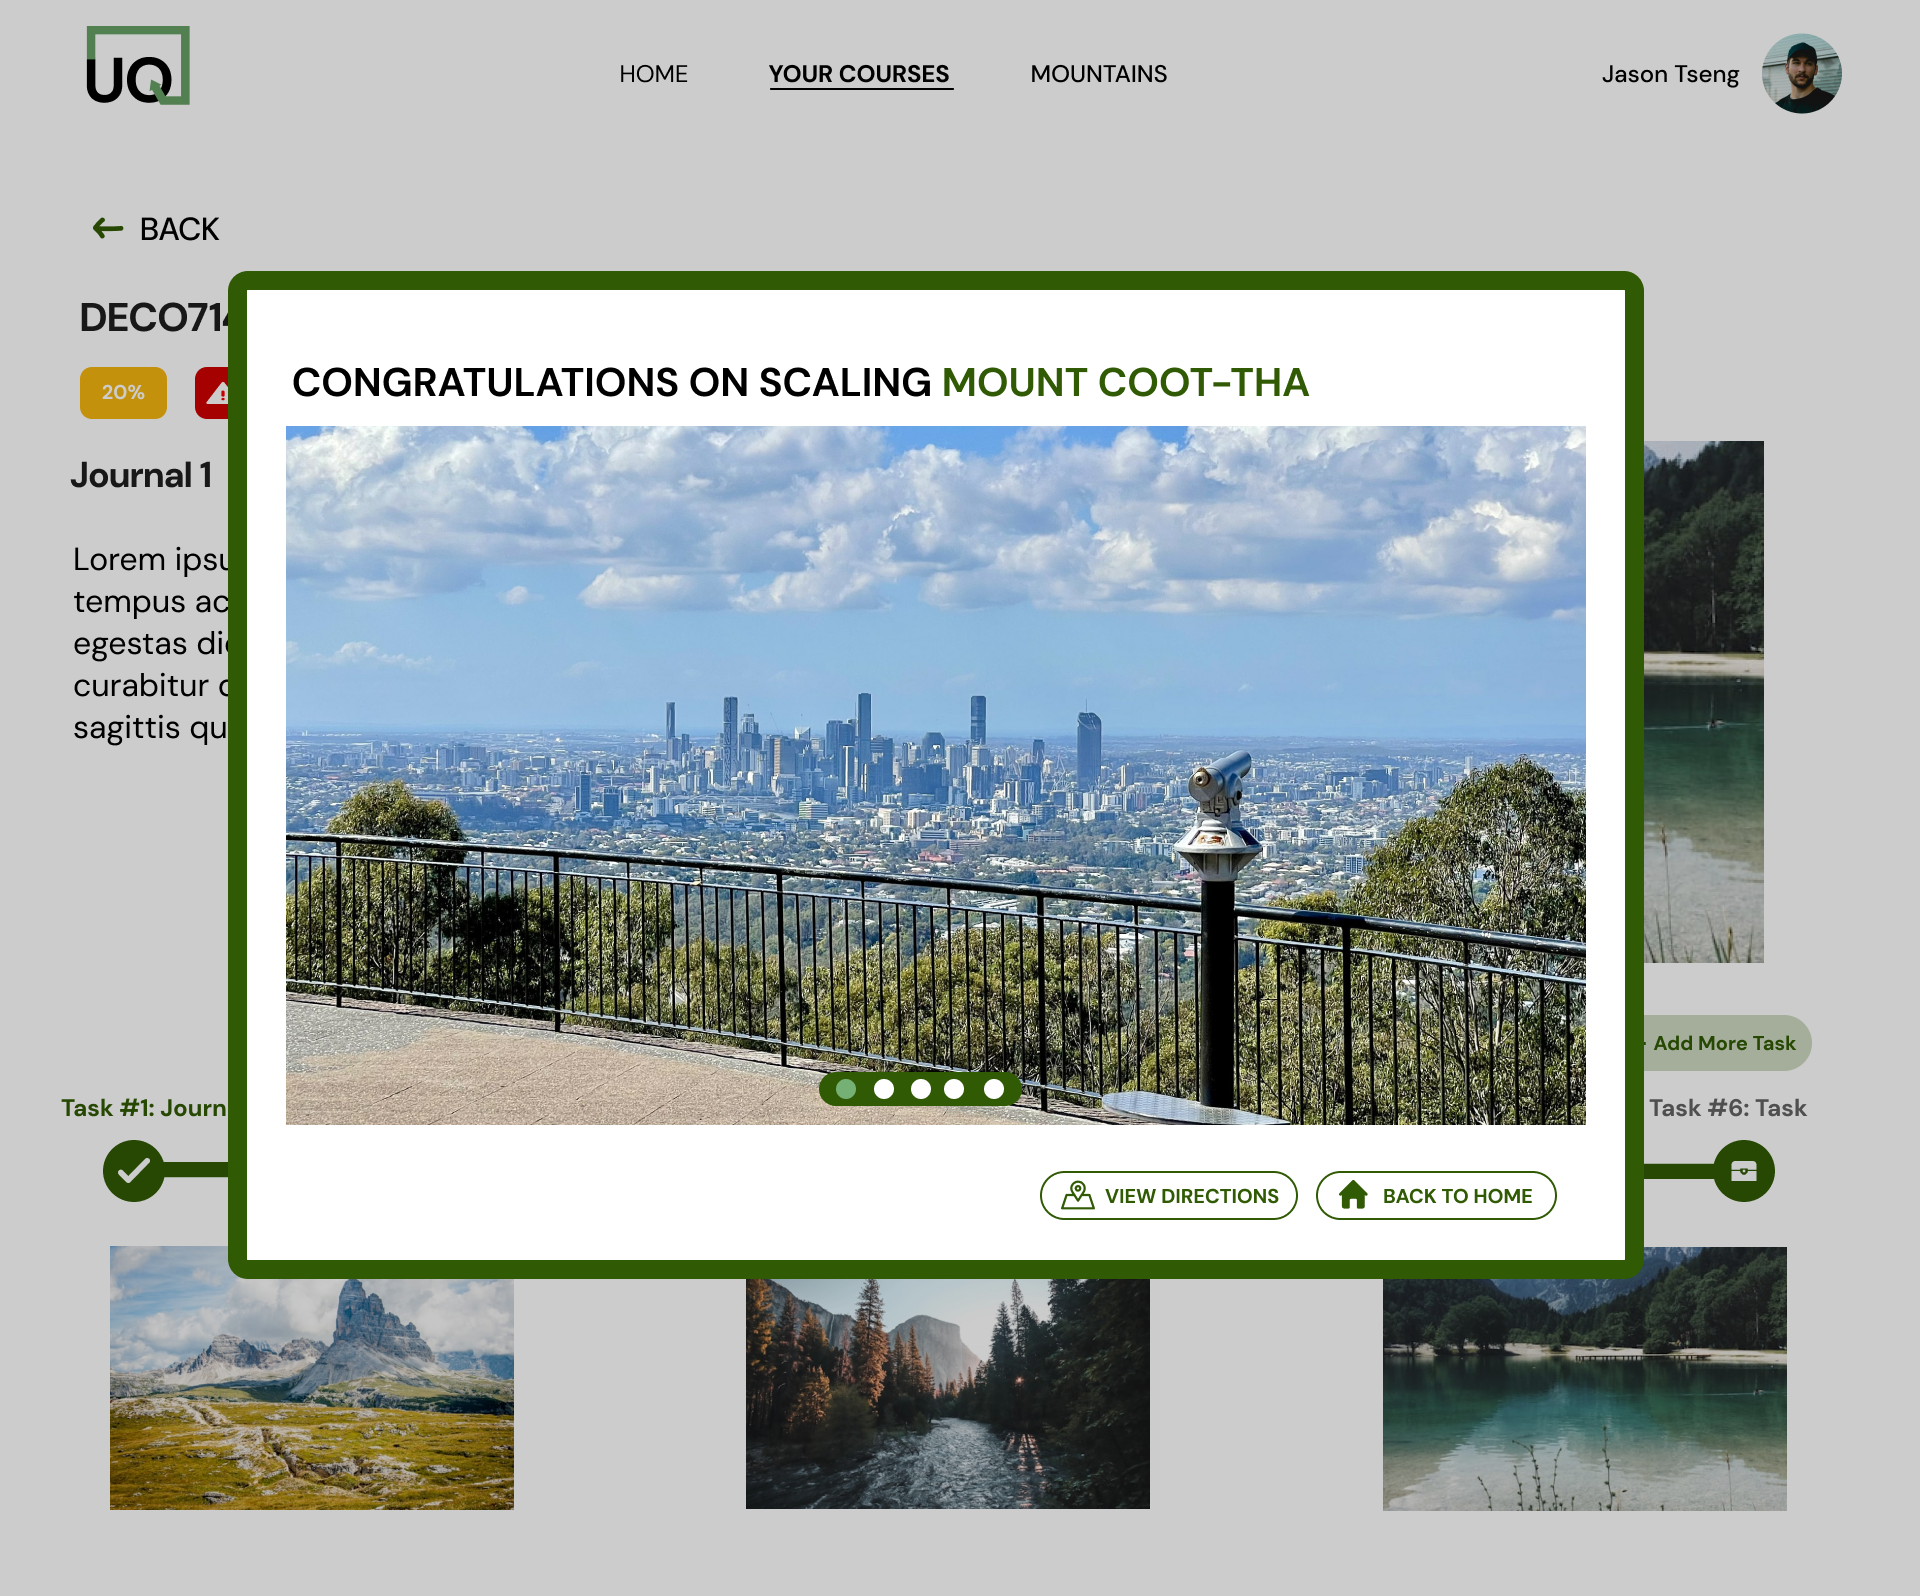 UQ
HOME
YOUR COURSES
MOUNTAINS
Jason Tseng
BACK
DECO71
20%
Journal 1
Lorem ipsu
tempus ac
egestas di
curabitur
sagittis qu
CONGRATULATIONS ON SCALING MOUNT COOT-THA
Add More Task
Task #1: Journ
Task #6: Task
VIEW DIRECTIONS
BACK TO HOME